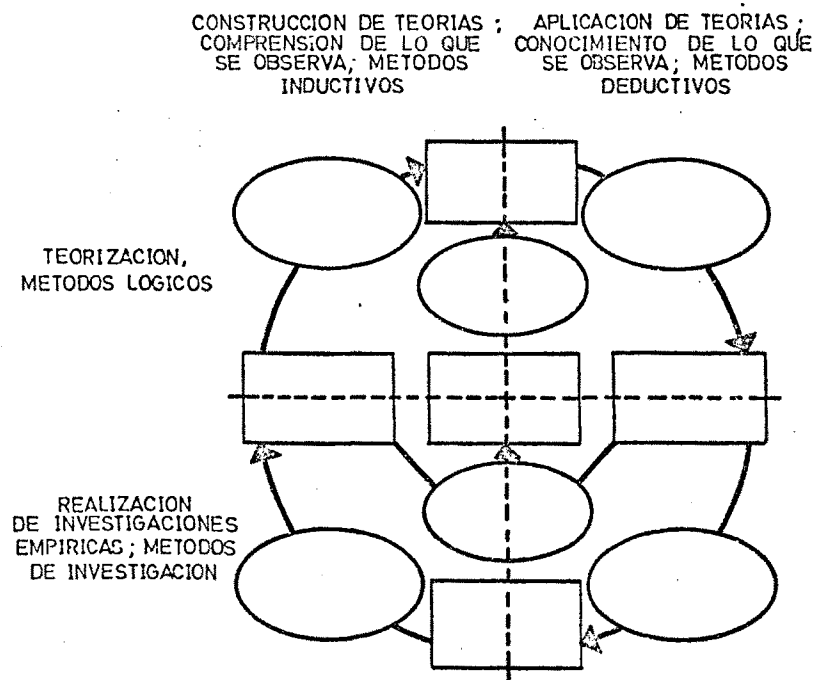 CONSTRUCCION DE TEORIAS ;
COMPRENSION DE LO QUE
SE OBSERVA; METODOS
INDUCTIVOS
APLICACION DE TEORIAS ;
CONOCIMIENTO DE LO QUE
SE OBSERVA; METODOS
DEDUCTIVOS
TEORIZACION,
METODOS LOGICOS
REALIZACION
DE INVESTIGACIONES
EMPIRICAS ; METODOS
DE INVESTIGACION